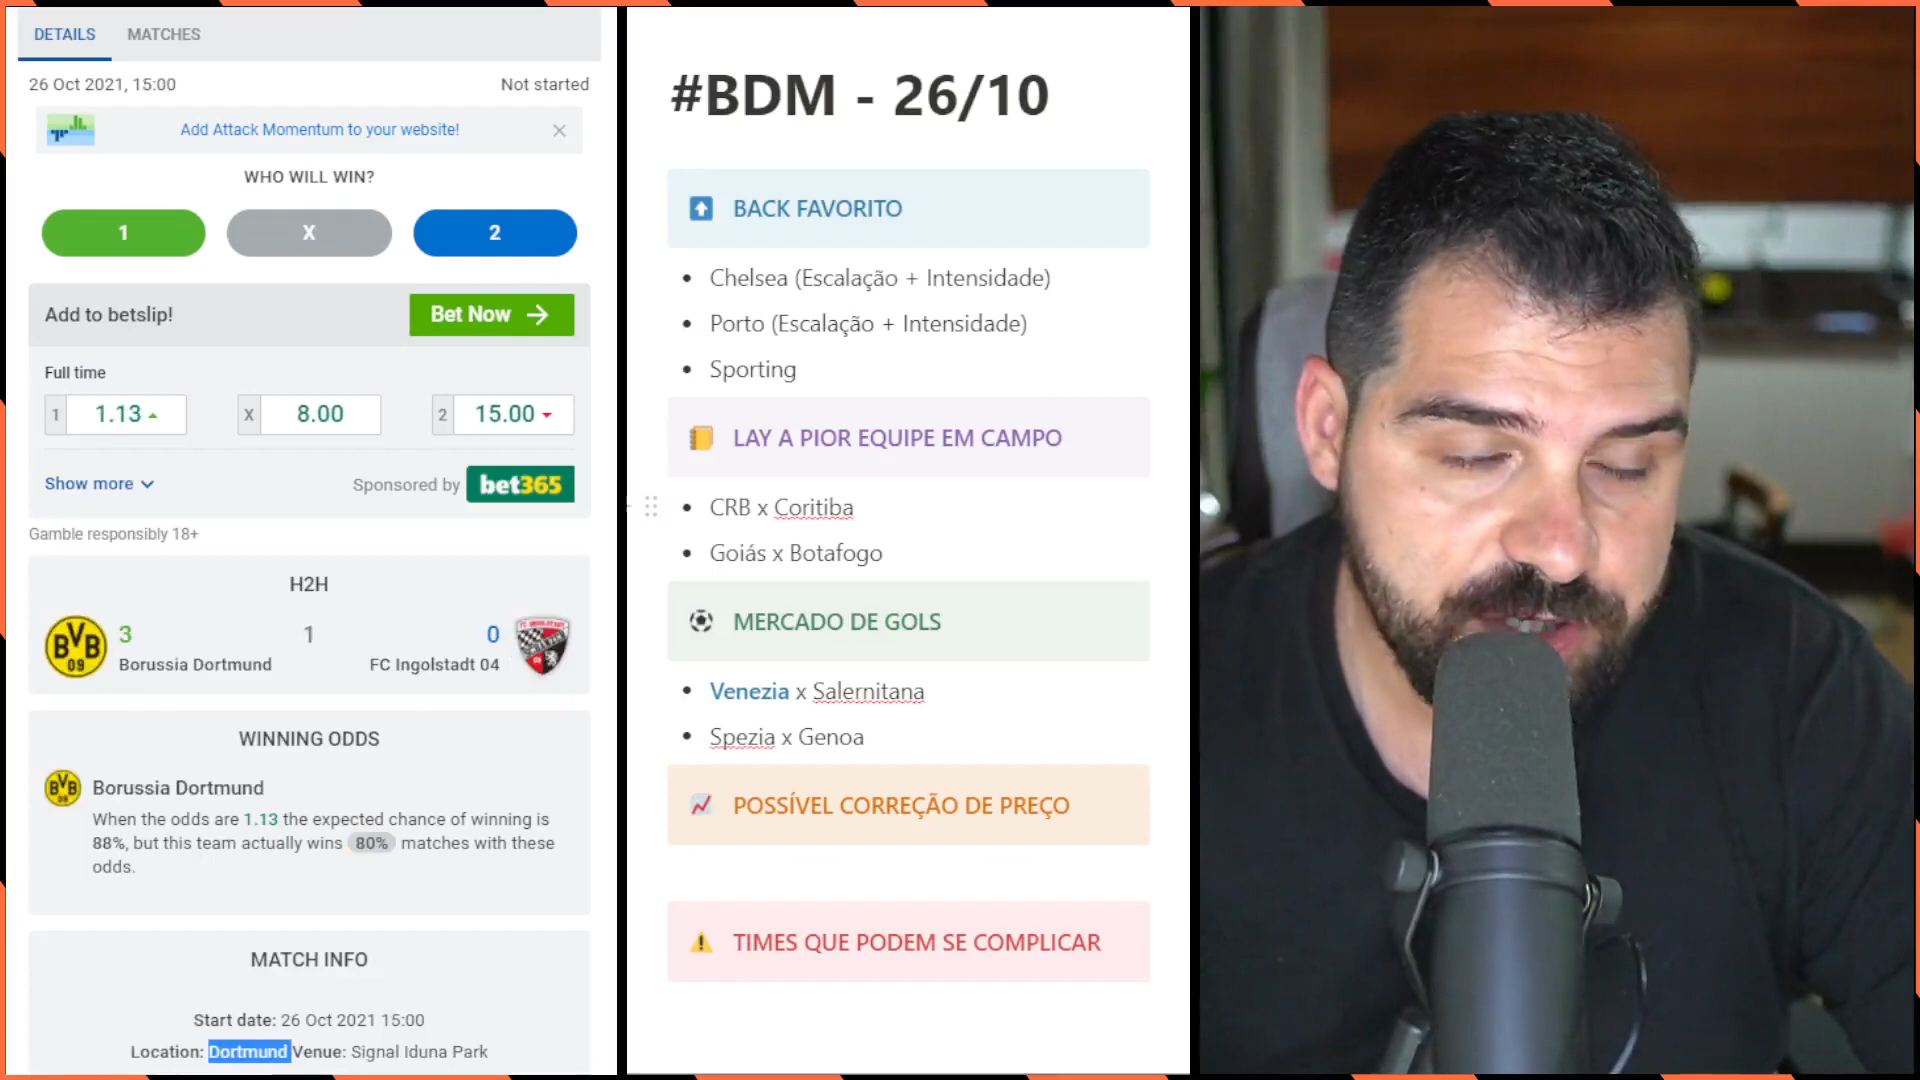 DETAILS MATCHES
26 Oct 2021, 15:00 Not started
Add Attack Momentum to your website!
WHO WILL WIN?
1 X 2
Add to betslip! Bet Now
Full time
1 1.13 X 8.00 2 15.00
Show more Sponsored by bet365
Gamble responsibly 18+
H2H
BVB 09 3 1 0
Borussia Dortmund FC Ingolstadt 04
WINNING ODDS
Borussia Dortmund
When the odds are 1.13 the expected chance of winning is
88%, but this team actually wins 80% matches with these
odds.
MATCH INFO
Start date: 26 Oct 2021 15:00
Location: Dortmund Venue: Signal Iduna Park
#BDM - 26/10
BACK FAVORITO
• Chelsea (Escalação + Intensidade)
• Porto (Escalação + Intensidade)
• Sporting
LAY A PIOR EQUIPE EM CAMPO
• CRB x Coritiba
• Goiás x Botafogo
MERCADO DE GOLS
• Venezia x Salernitana
• Spezia x Genoa
POSSÍVEL CORREÇÃO DE PREÇO
TIMES QUE PODEM SE COMPLICAR